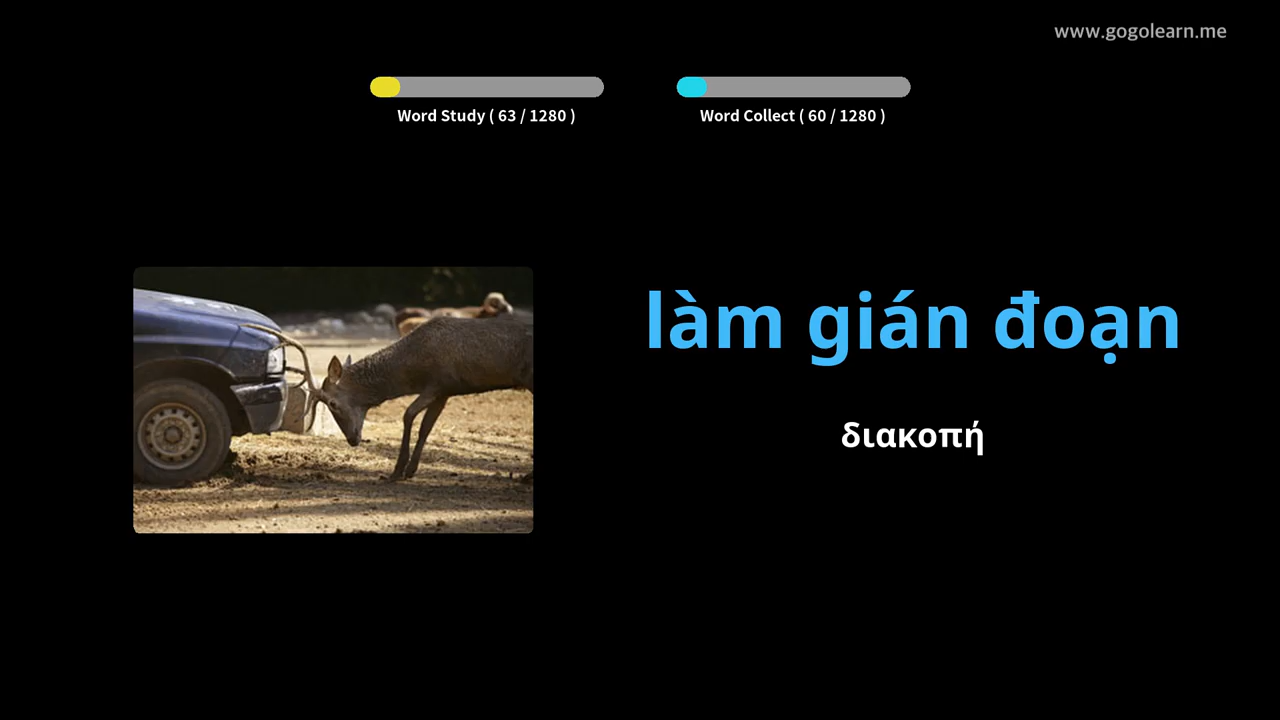 www.gogolearn.me
Word Study ( 63 / 1280 )
Word Collect ( 60 / 1280 )
làm gián đoạn
διακοπή